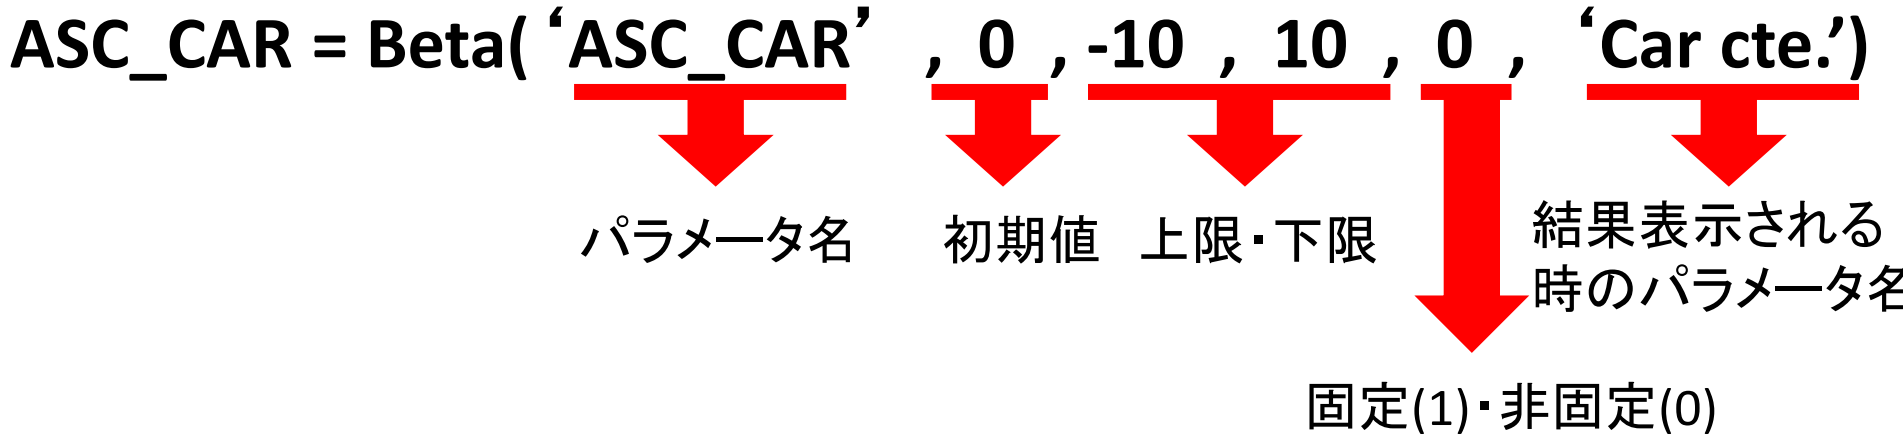 ASC_CAR = Beta( ‘ASC_CAR’ , 0 , -10 , 10 , 0 , ‘Car cte.’)
パラメータ名
初期値
上限・下限
結果表示される
時のパラメータ名
固定(1)・非固定(0)